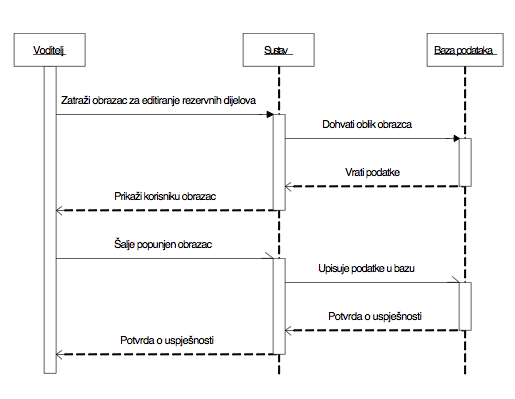 Voditelj
Sustav
Baza podataka
Zatraži obrazac za editiranje rezervnih dijelova
Dohvati oblik obrazca
Vrati podatke
Prikaži korisniku obrazac
Šalje popunjen obrazac
Upisuje podatke u bazu
Potvrda o uspješnosti
Potvrda o uspješnosti